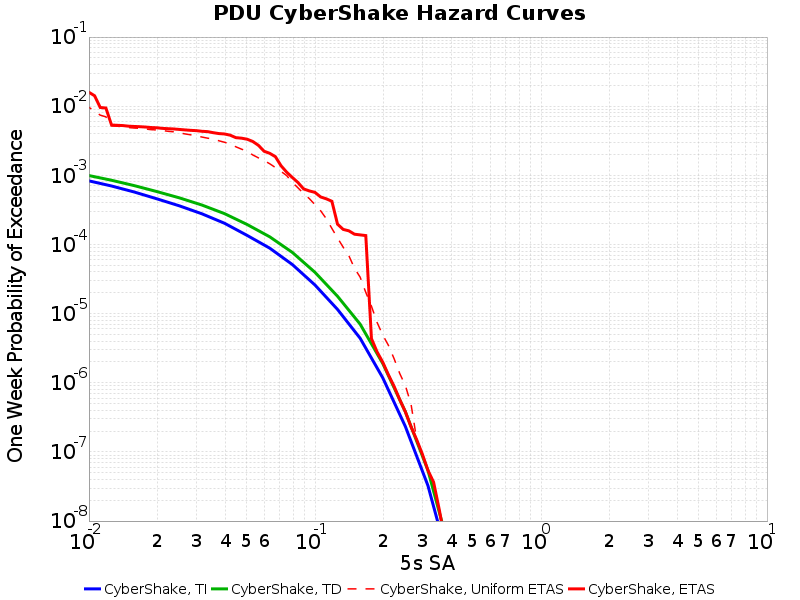 PDU CyberShake Hazard Curves
One Week Probability of Exceedance
10^-1
10^-2
10^-3
10^-4
10^-5
10^-6
10^-7
10^-8
10^-2 2 3 4 5 6 10^-1 2 3 4 5 6 7 10^0 2 3 4 5 6 7 10^1
5s SA
CyberShake, TI CyberShake, TD CyberShake, Uniform ETAS CyberShake, ETAS